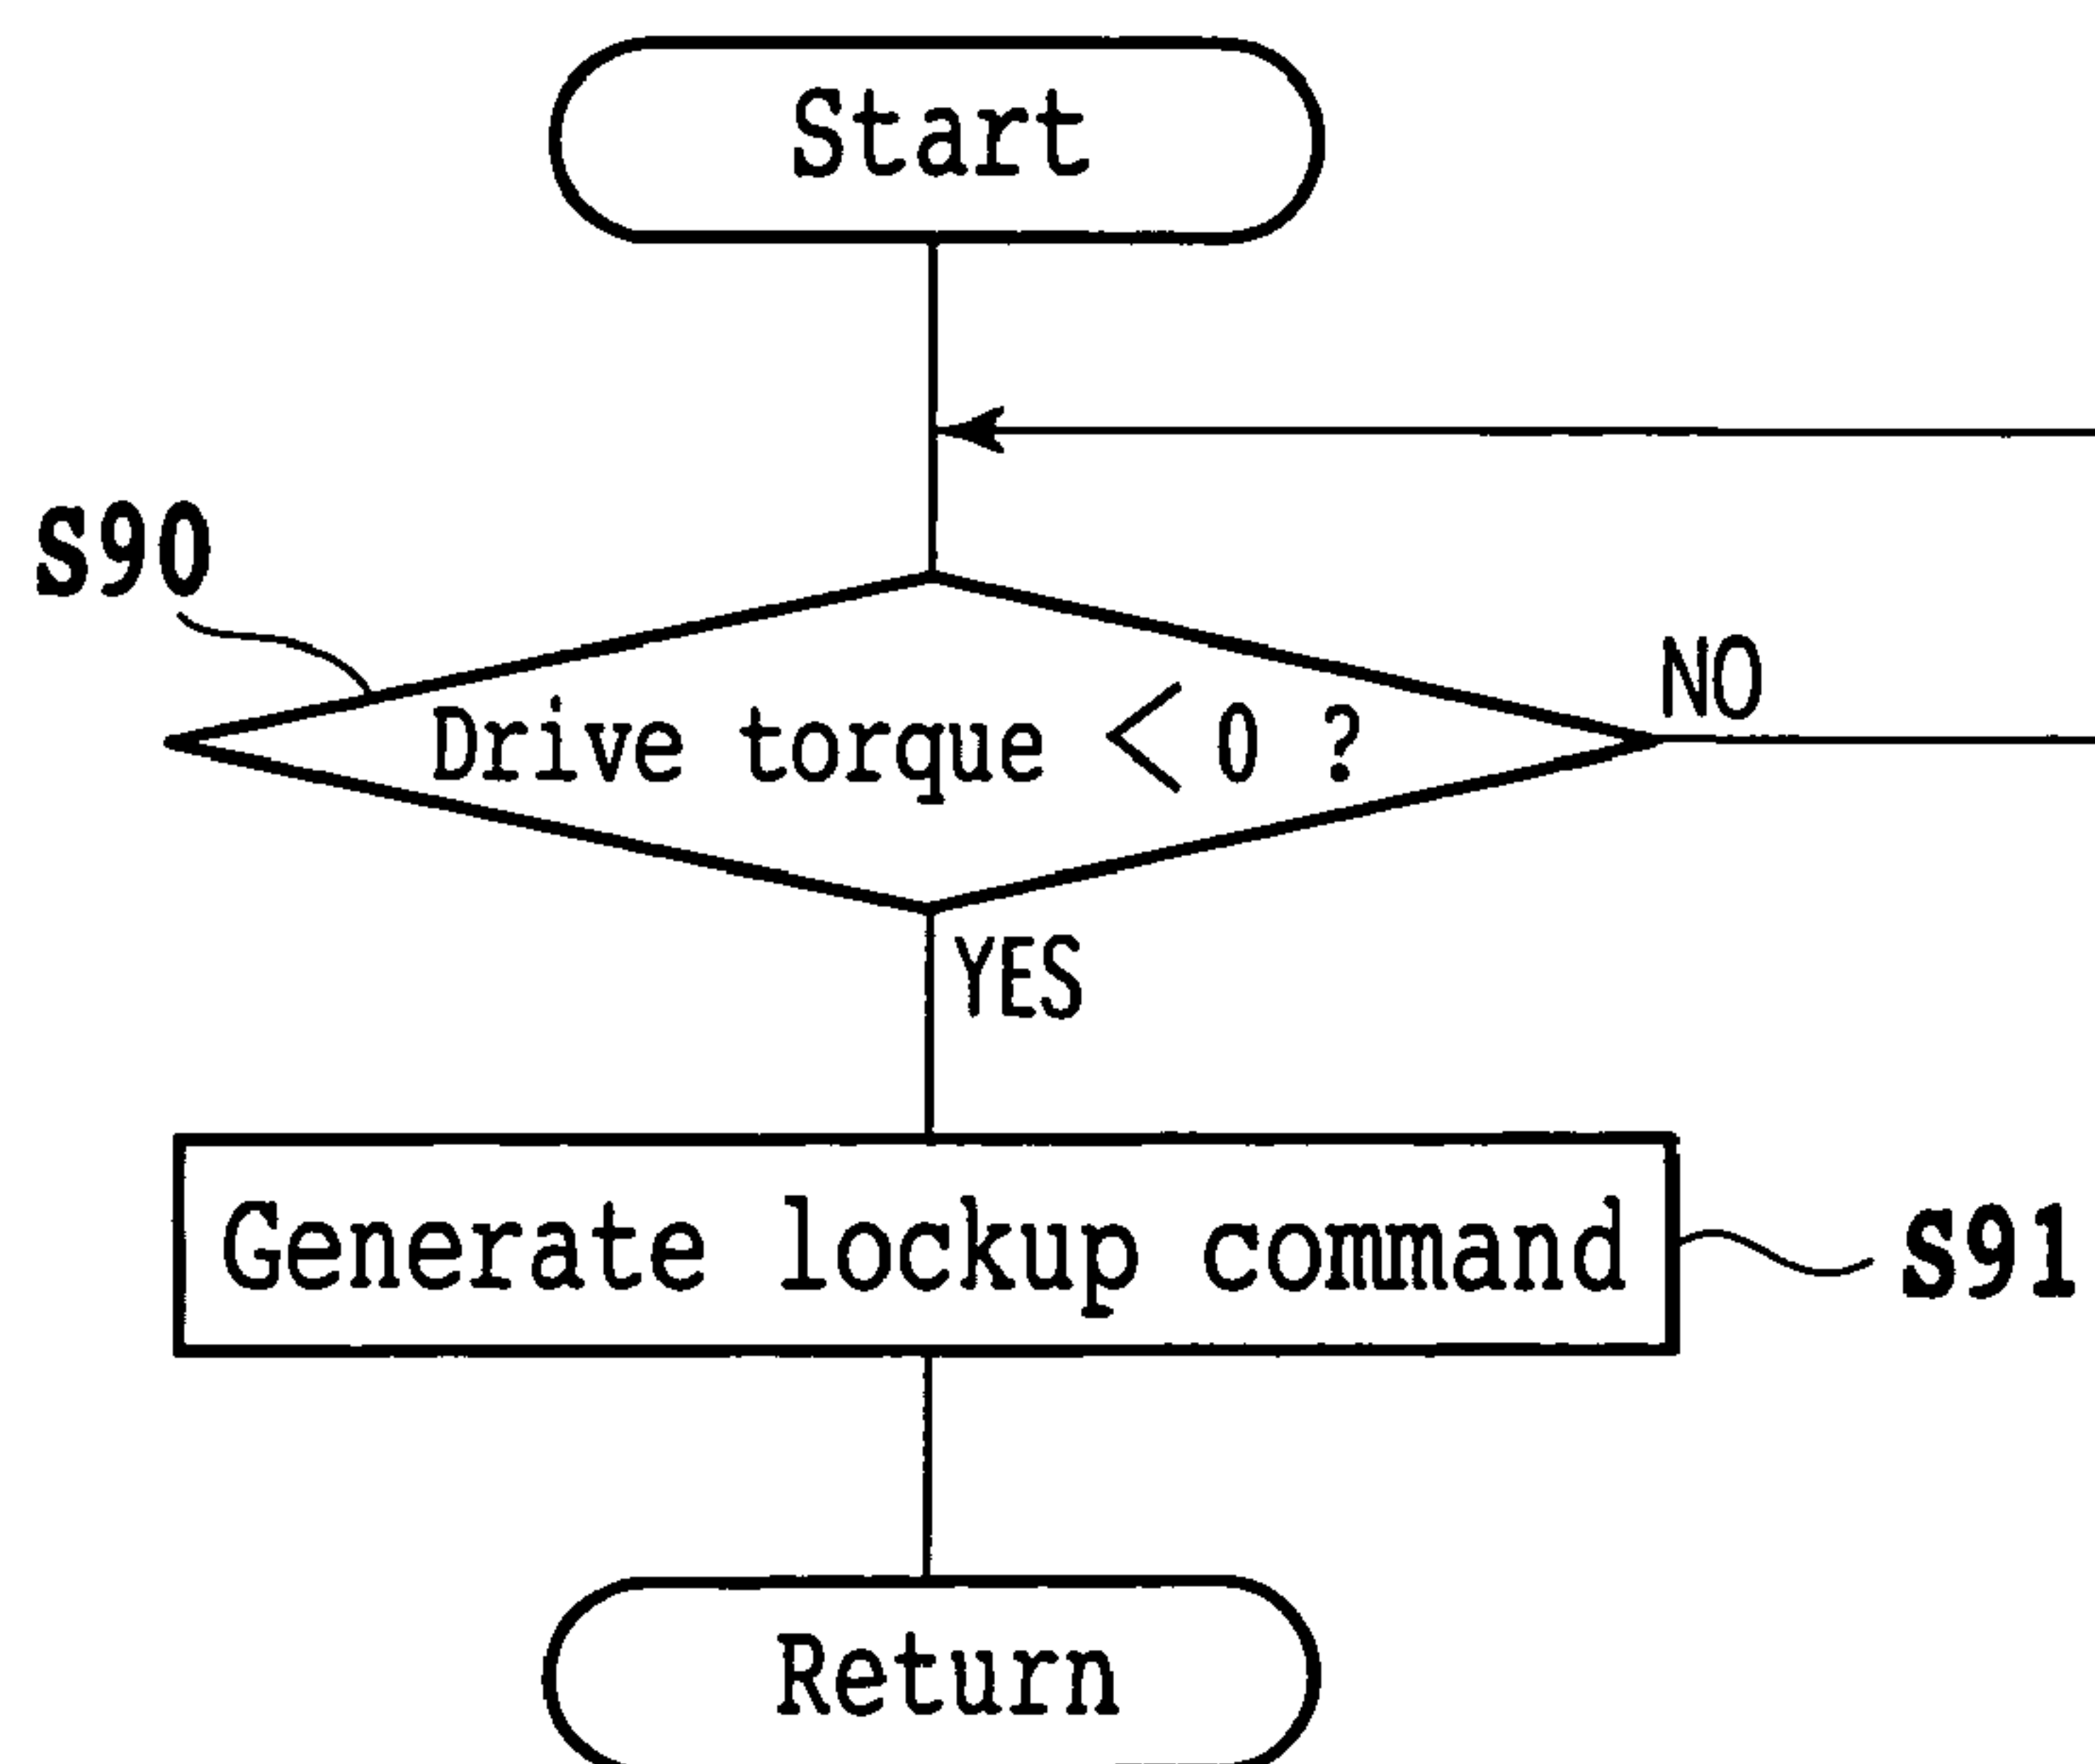 Start
S90
NO
Drive torque < 0 ?
YES
Generate lockup command
S91
Return